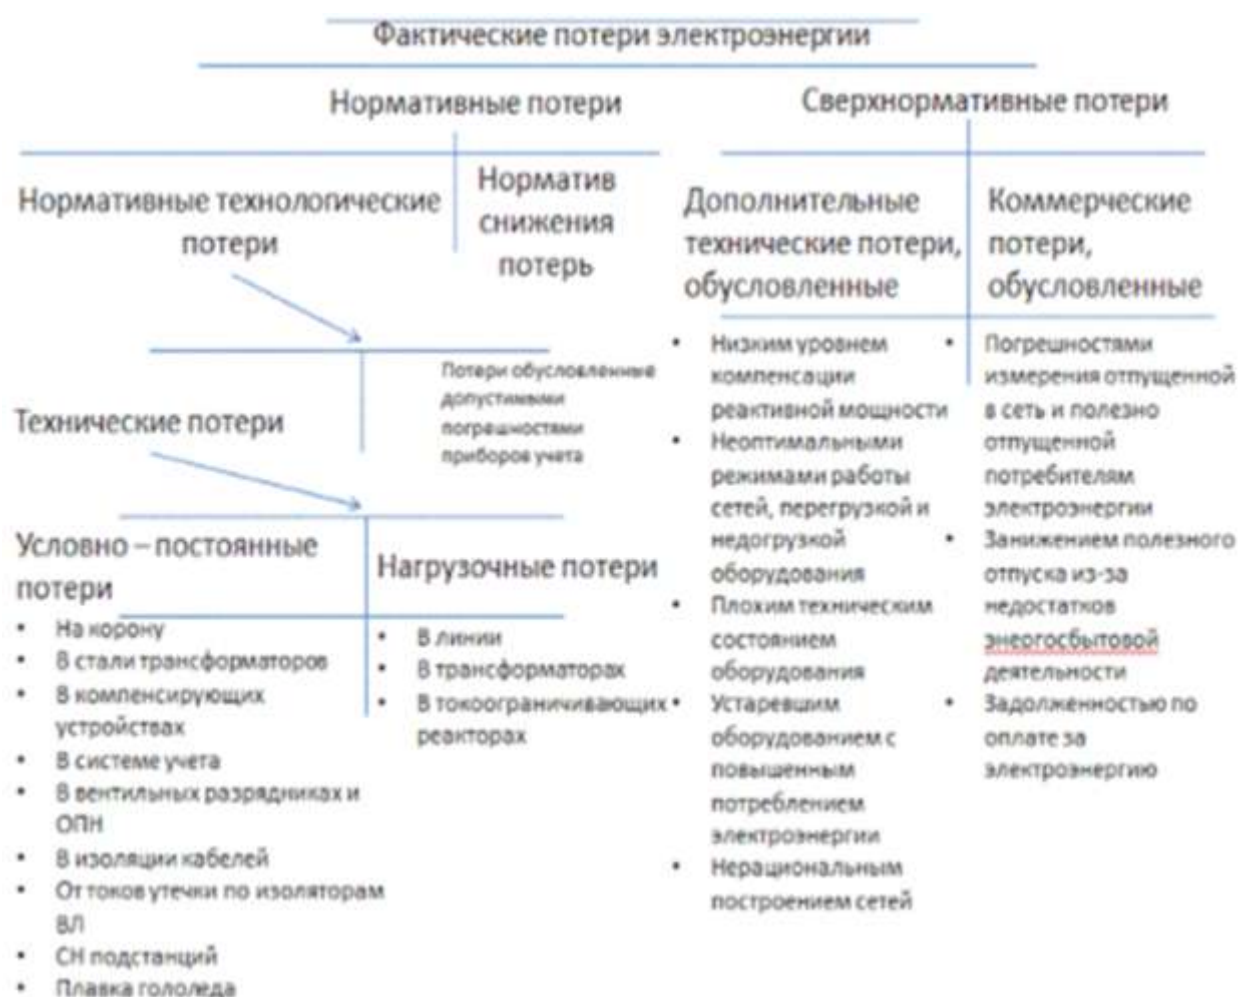 Фактические потери электроэнергии
Нормативные потери
Сверхнормативные потери
Нормативные технологические
потери
Норматив
снижения
потерь
Дополнительные
технические потери,
обусловленные
Коммерческие
потери,
обусловленные
Технические потери
Потери обусловленные
допустимыми
погрешностями
приборов учета
Условно – постоянные
потери
• На корону
• В стали трансформаторов
• В компенсирующих
устройствах
• В системе учета
• В вентильных разрядниках и
ОПН
• В изоляции кабелей
• От токов утечки по изоляторам
ВЛ
• СН подстанций
• Плавка гололеда
Нагрузочные потери
• В линии
• В трансформаторах
• В токоограничивающих
реакторах
• Низким уровнем
компенсации
реактивной мощности
• Неоптимальными
режимами работы
сетей, перегрузкой и
недогрузкой
оборудования
• Плохим техническим
состоянием
оборудования
• Устаревшим
оборудованием с
повышенным
потреблением
электроэнергии
• Нерациональным
построением сетей
• Погрешностями
измерения отпущенной
в сеть и полезно
отпущенной
потребителям
электроэнергии
• Занижением полезного
отпуска из-за
недостатков
энергосбытовой
деятельности
• Задолженностью по
оплате за
электроэнергию